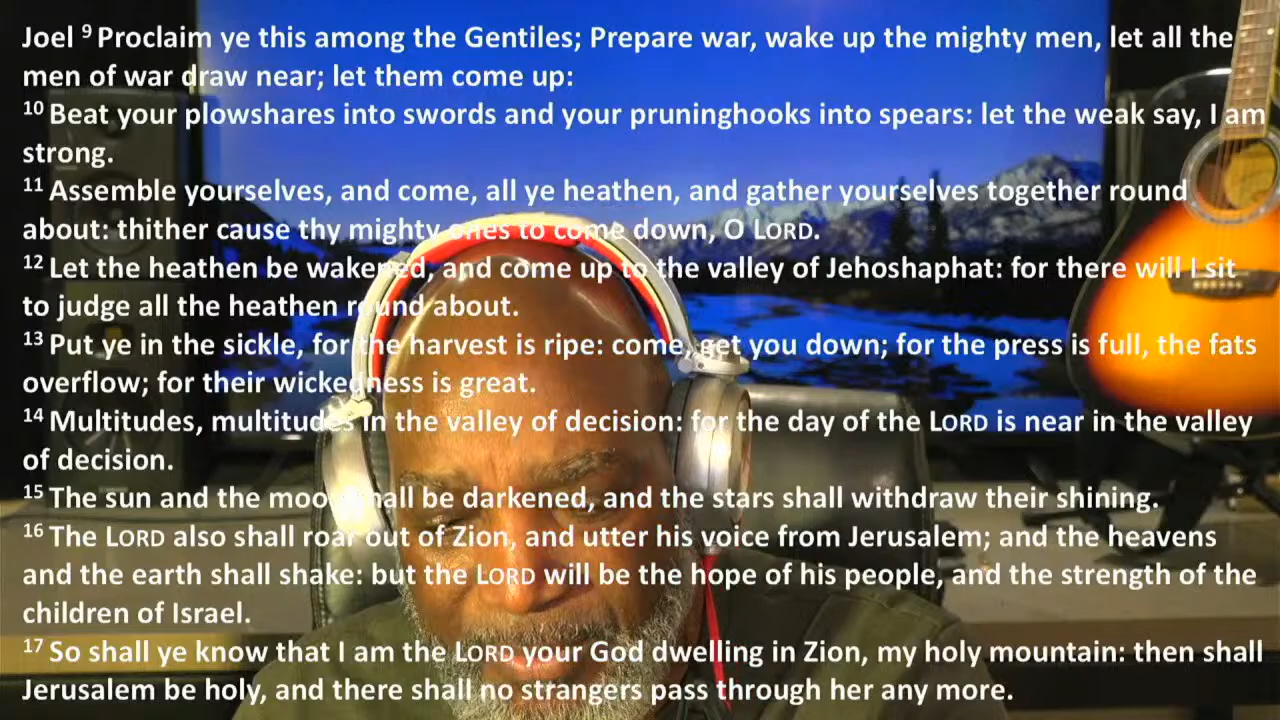 Joel 9 Proclaim ye this among the Gentiles; Prepare war, wake up the mighty men, let all the
men of war draw near; let them come up:
10 Beat your plowshares into swords and your pruninghooks into spears: let the weak say, I am
strong.
11 Assemble yourselves, and come, all ye heathen, and gather yourselves together round
about: thither cause thy mighty ones to come down, O LORD.
12 Let the heathen be wakened, and come up to the valley of Jehoshaphat: for there will I sit
to judge all the heathen round about.
13 Put ye in the sickle, for the harvest is ripe: come, get you down; for the press is full, the fats
overflow; for their wickedness is great.
14 Multitudes, multitudes in the valley of decision: for the day of the LORD is near in the valley
of decision.
15 The sun and the moon shall be darkened, and the stars shall withdraw their shining.
16 The LORD also shall roar out of Zion, and utter his voice from Jerusalem; and the heavens
and the earth shall shake: but the LORD will be the hope of his people, and the strength of the
children of Israel.
17 So shall ye know that I am the LORD your God dwelling in Zion, my holy mountain: then shall
Jerusalem be holy, and there shall no strangers pass through her any more.